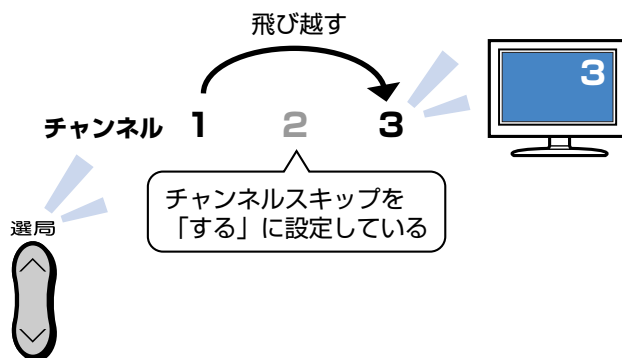 飛び越す
3
チャンネル 1 2 3
チャンネルスキップを
「する」に設定している
選局